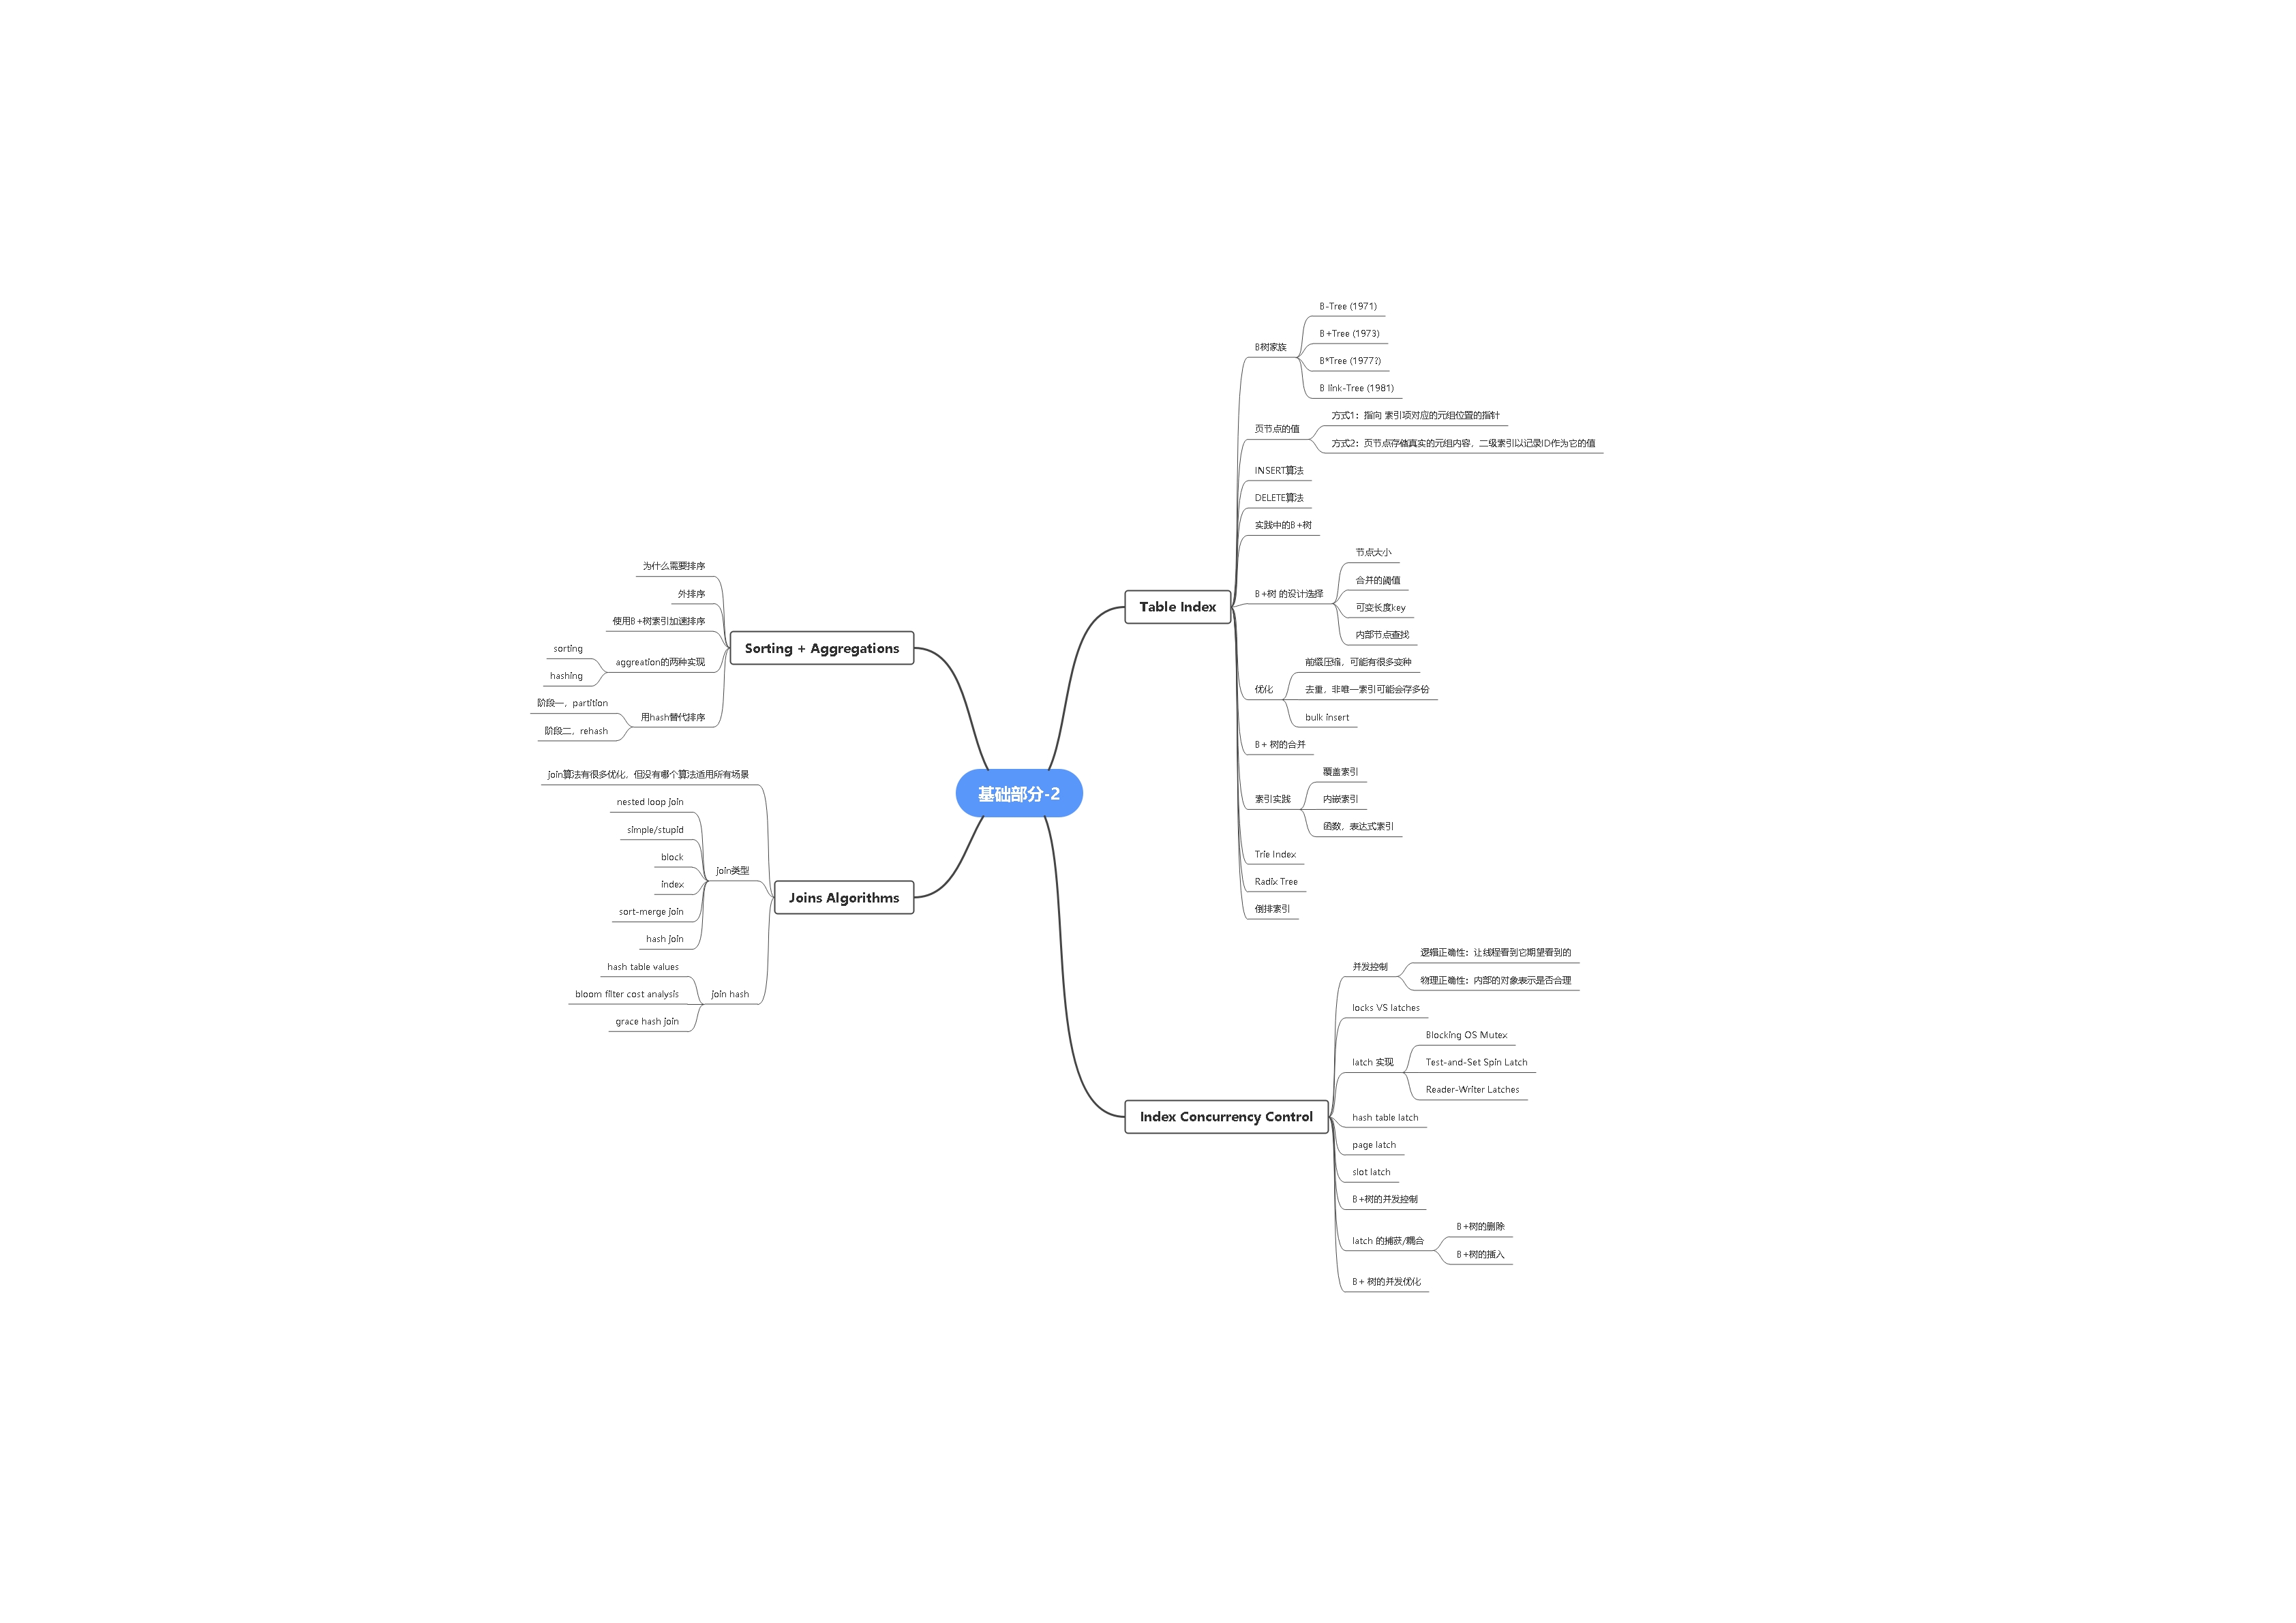 基础部分-2
Table Index
B树家族
B-Tree (1971)
B+Tree (1973)
B*Tree (1977?)
B link-Tree (1981)
页节点的值
方式1：指向 索引项对应的元组位置的指针
方式2：页节点存储真实的元组内容，二级索引以记录ID作为它的值
INSERT算法
DELETE算法
实践中的B+树
B+树 的设计选择
节点大小
合并的阈值
可变长度key
内部节点查找
优化
前缀压缩，可能有很多变种
去重，非唯一索引可能会存多份
bulk insert
B+ 树的合并
索引实践
覆盖索引
内嵌索引
函数，表达式索引
Trie Index
Radix Tree
倒排索引
Index Concurrency Control
并发控制
逻辑正确性：让线程看到它期望看到的
物理正确性：内部的对象表示是否合理
locks VS latches
latch 实现
Blocking OS Mutex
Test-and-Set Spin Latch
Reader-Writer Latches
hash table latch
page latch
slot latch
B+树的并发控制
latch 的捕获/耦合
B+树的删除
B+树的插入
B+ 树的并发优化
Sorting + Aggregations
为什么需要排序
外排序
使用B+树索引加速排序
aggreation的两种实现
sorting
hashing
用hash替代排序
阶段一，partition
阶段二，rehash
Joins Algorithms
join算法有很多优化，但没有哪个算法适用所有场景
join类型
nested loop join
simple/stupid
block
index
sort-merge join
hash join
join hash
hash table values
bloom filter cost analysis
grace hash join